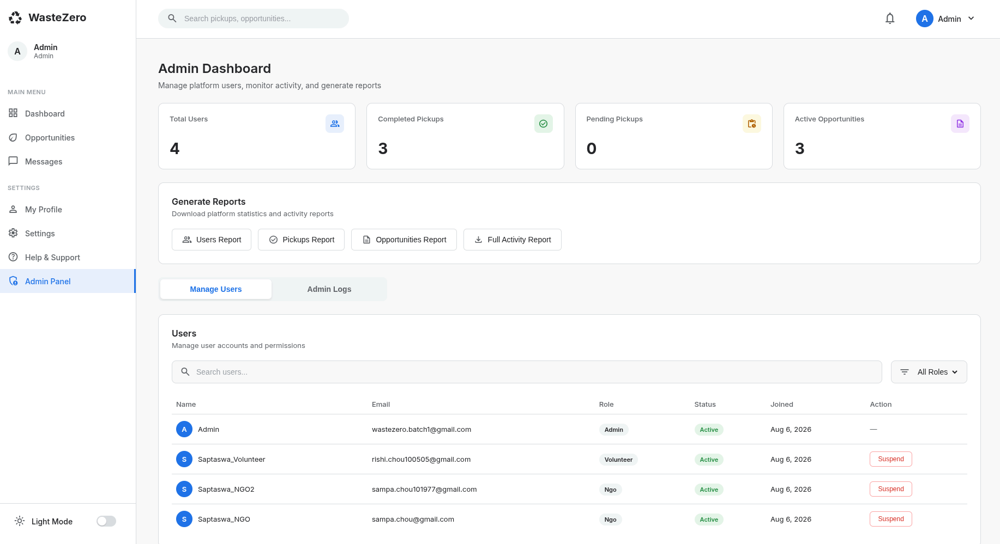 WasteZero
A
Admin
Admin
MAIN MENU
Dashboard
Opportunities
Messages
SETTINGS
My Profile
Settings
Help & Support
Admin Panel
Light Mode
Search pickups, opportunities...
A Admin
Admin Dashboard
Manage platform users, monitor activity, and generate reports
Total Users
4
Completed Pickups
3
Pending Pickups
0
Active Opportunities
3
Generate Reports
Download platform statistics and activity reports
Users Report Pickups Report Opportunities Report Full Activity Report
Manage Users Admin Logs
Users
Manage user accounts and permissions
Search users... All Roles
Name Email Role Status Joined Action
A Admin wastezero.batch1@gmail.com Admin Active Aug 6, 2026 —
S Saptaswa_Volunteer rishi.chou100505@gmail.com Volunteer Active Aug 6, 2026 Suspend
S Saptaswa_NGO2 sampa.chou101977@gmail.com Ngo Active Aug 6, 2026 Suspend
S Saptaswa_NGO sampa.chou@gmail.com Ngo Active Aug 6, 2026 Suspend